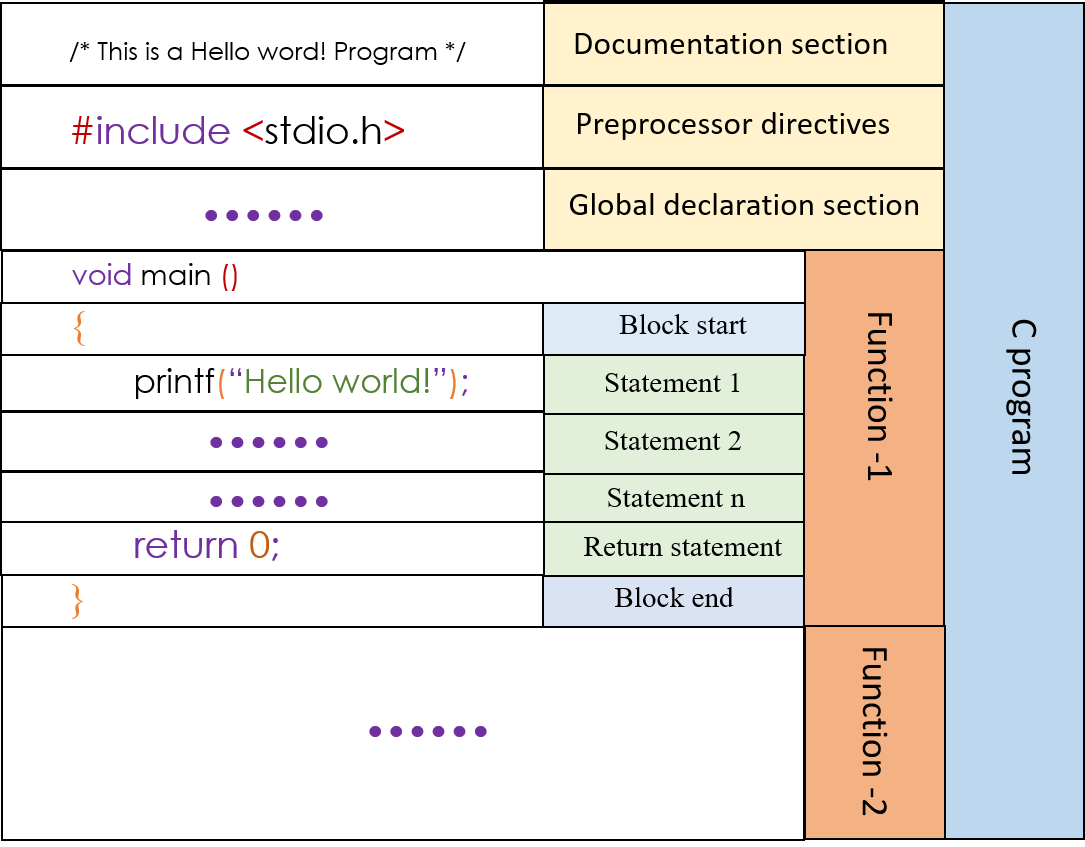 /* This is a Hello word! Program */
Documentation section
#include <stdio.h>
Preprocessor directives
••••••
Global declaration section
void main ()
{
Block start
printf(“Hello world!”);
Statement 1
••••••
Statement 2
••••••
Statement n
return 0;
Return statement
}
Block end
Function -1
••••••
Function -2
C program